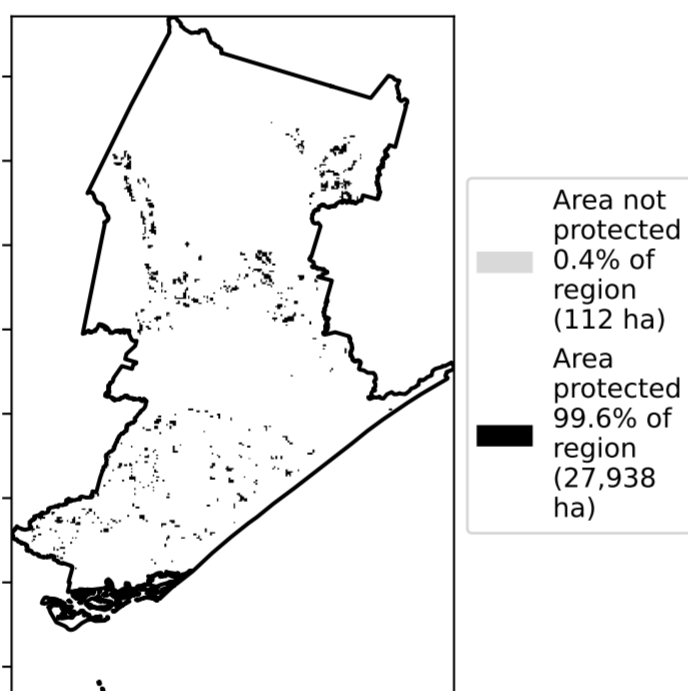 Area not
protected
0.4% of
region
(112 ha)
Area
protected
99.6% of
region
(27,938
ha)